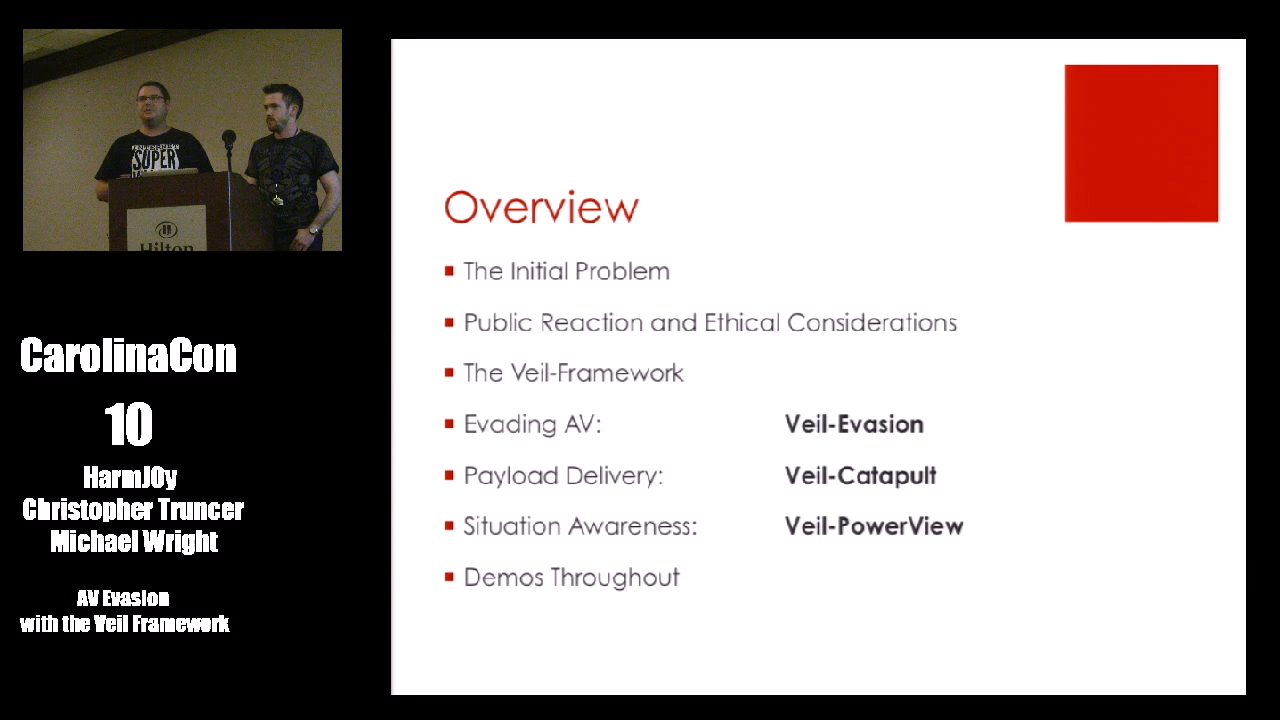 SUPER
Hilton
CarolinaCon
10
HarmJ0y
Christopher Truncer
Michael Wright
AV Evasion
with the Veil Framework
Overview
The Initial Problem
Public Reaction and Ethical Considerations
The Veil-Framework
Evading AV: Veil-Evasion
Payload Delivery: Veil-Catapult
Situation Awareness: Veil-PowerView
Demos Throughout